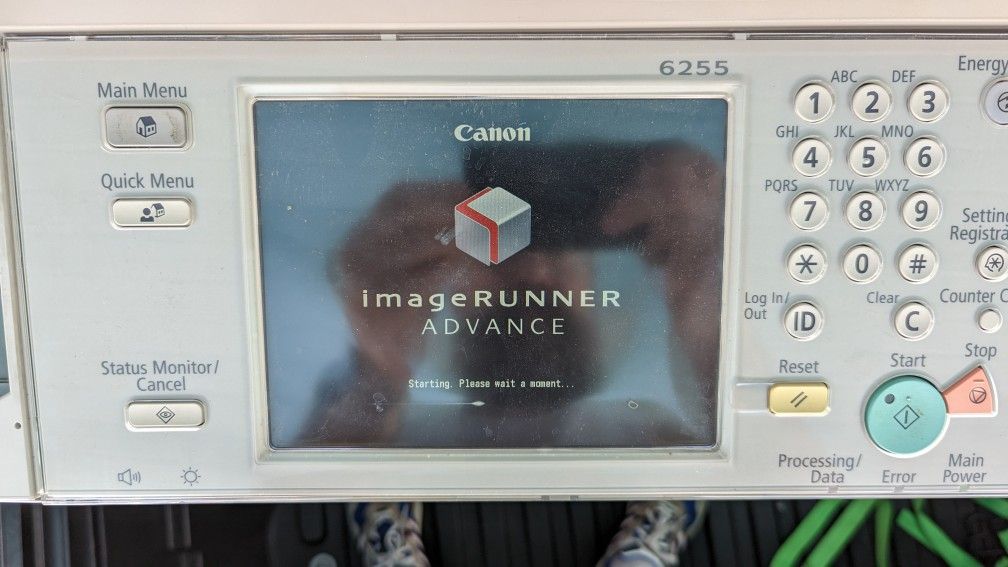 6255
Main Menu
Quick Menu
Status Monitor/
Cancel
Canon
imageRUNNER
ADVANCE
Starting. Please wait a moment...
Energy
ABC DEF
1 2 3
GHI JKL MNO
4 5 6
PQRS TUV WXYZ
7 8 9
* 0 #
Log In/
Out
ID
Clear
C
Counter
Reset
Start
Stop
Processing/
Data
Error
Main
Power